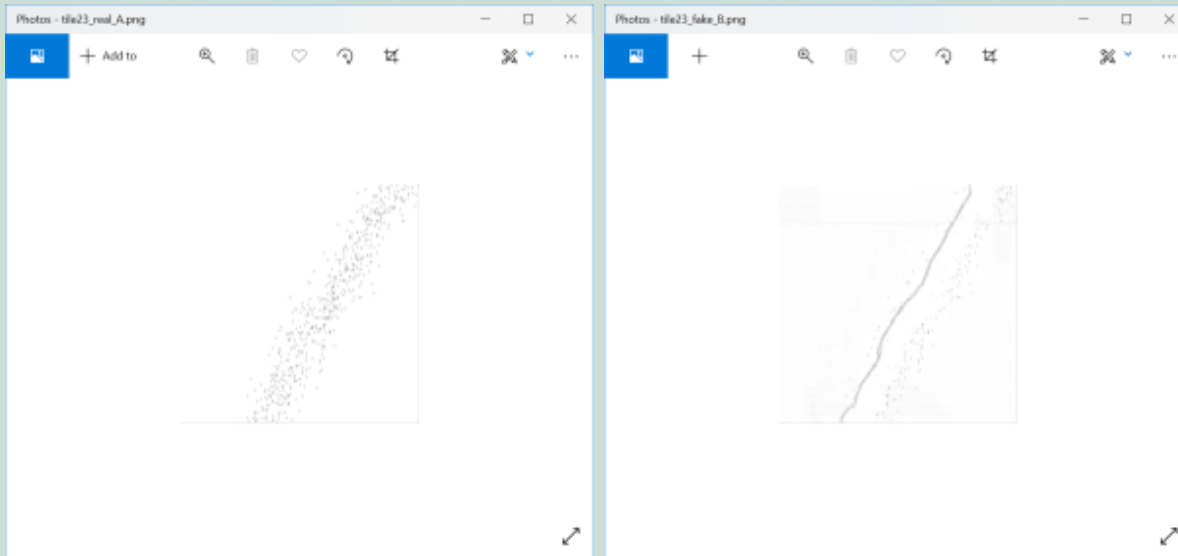 Photos - tile23_real_A.png
Add to
Photos - tile23_fake_B.png